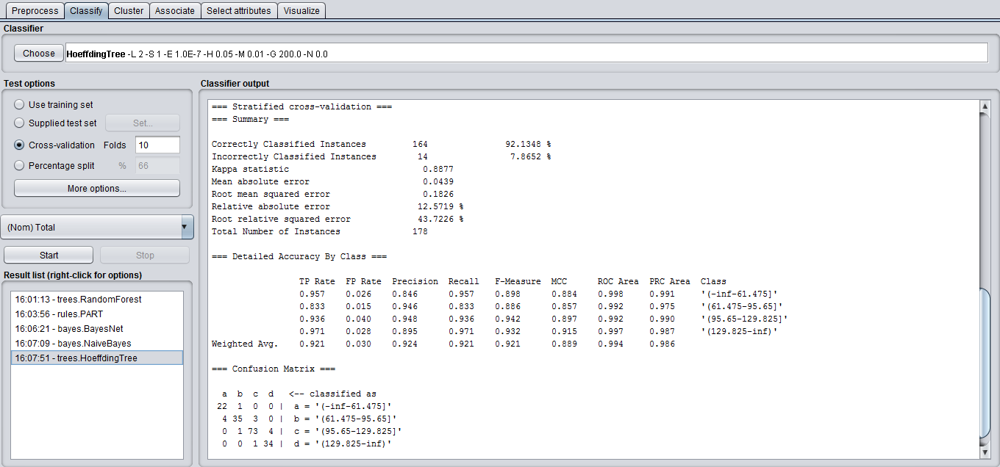 Preprocess Classify Cluster Associate Select attributes Visualize
Classifier
Choose HoeffdingTree -L 2 -S 1 -E 1.0E-7 -H 0.05 -M 0.01 -G 200.0 -N 0.0
Test options
Use training set
Supplied test set Set...
Cross-validation Folds 10
Percentage split % 66
More options...
(Nom) Total
Start Stop
Result list (right-click for options)
16:01:13 - trees.RandomForest
16:03:56 - rules.PART
16:06:21 - bayes.BayesNet
16:07:09 - bayes.NaiveBayes
16:07:51 - trees.HoeffdingTree
Classifier output
=== Stratified cross-validation ===
=== Summary ===
Correctly Classified Instances 164 92.1348 %
Incorrectly Classified Instances 14 7.8652 %
Kappa statistic 0.8877
Mean absolute error 0.0439
Root mean squared error 0.1826
Relative absolute error 12.5719 %
Root relative squared error 43.7226 %
Total Number of Instances 178
=== Detailed Accuracy By Class ===
TP Rate FP Rate Precision Recall F-Measure MCC ROC Area PRC Area Class
0.957 0.026 0.846 0.957 0.898 0.884 0.998 0.991 '(-inf-61.475]'
0.833 0.015 0.946 0.833 0.886 0.857 0.992 0.975 '(61.475-95.65]'
0.936 0.040 0.948 0.936 0.942 0.897 0.992 0.990 '(95.65-129.825]'
0.971 0.028 0.895 0.971 0.932 0.915 0.997 0.987 '(129.825-inf)'
Weighted Avg. 0.921 0.030 0.924 0.921 0.921 0.889 0.994 0.986
=== Confusion Matrix ===
a b c d <-- classified as
22 1 0 0 | a = '(-inf-61.475]'
4 35 3 0 | b = '(61.475-95.65]'
0 1 73 4 | c = '(95.65-129.825]'
0 0 1 34 | d = '(129.825-inf)'